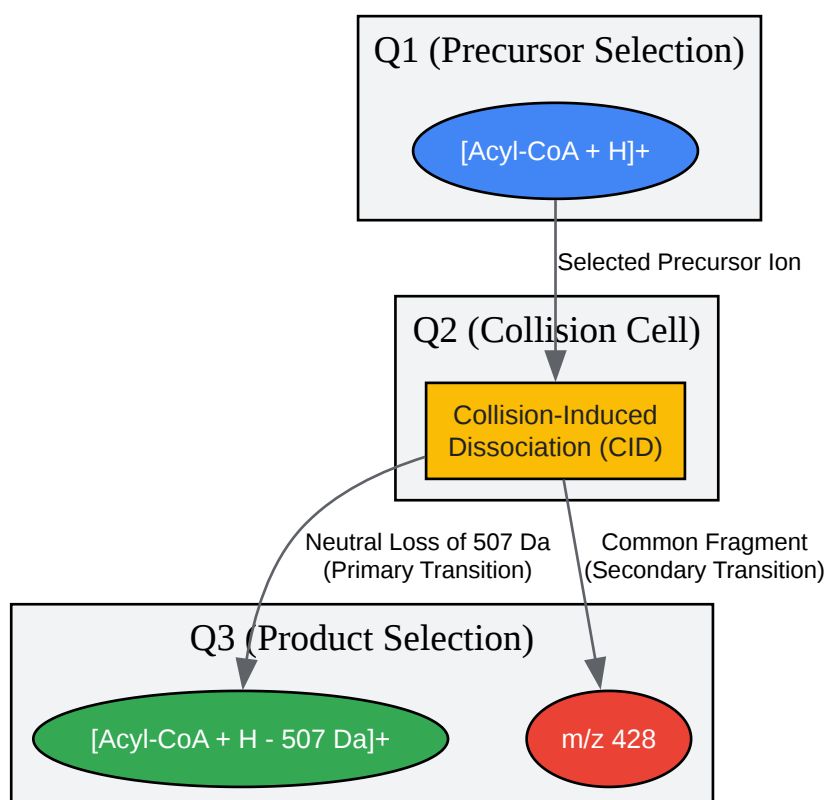 Q1 (Precursor Selection)
[Acyl-CoA + H]+
Selected Precursor Ion
Q2 (Collision Cell)
Collision-Induced
Dissociation (CID)
Neutral Loss of 507 Da
(Primary Transition)
Common Fragment
(Secondary Transition)
Q3 (Product Selection)
[Acyl-CoA + H - 507 Da]+
m/z 428